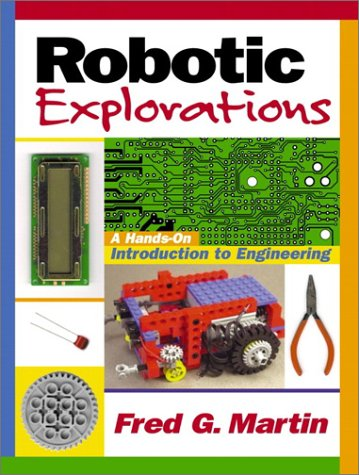 Robotic
Explorations
A Hands-On
Introduction to Engineering
Fred G. Martin